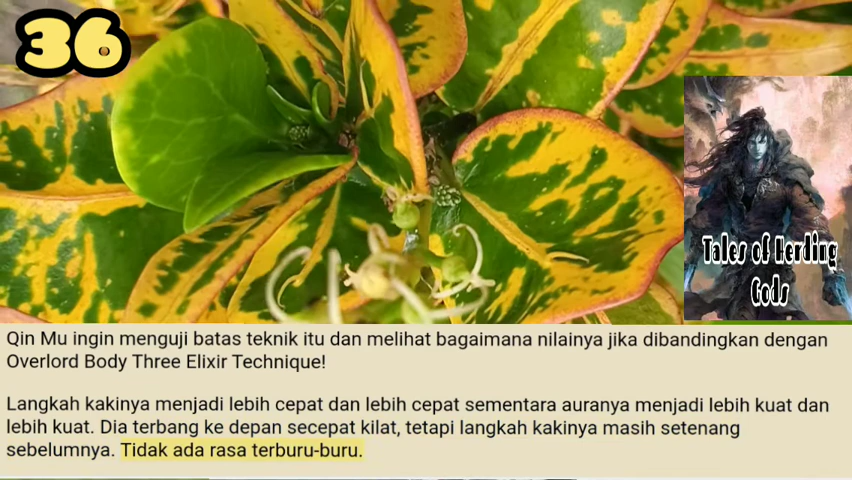 36
Tales of Herding
Gods
Qin Mu ingin menguji batas teknik itu dan melihat bagaimana nilainya jika dibandingkan dengan
Overlord Body Three Elixir Technique!
Langkah kakinya menjadi lebih cepat dan lebih cepat sementara auranya menjadi lebih kuat dan
lebih kuat. Dia terbang ke depan secepat kilat, tetapi langkah kakinya masih setenang
sebelumnya. Tidak ada rasa terburu-buru.